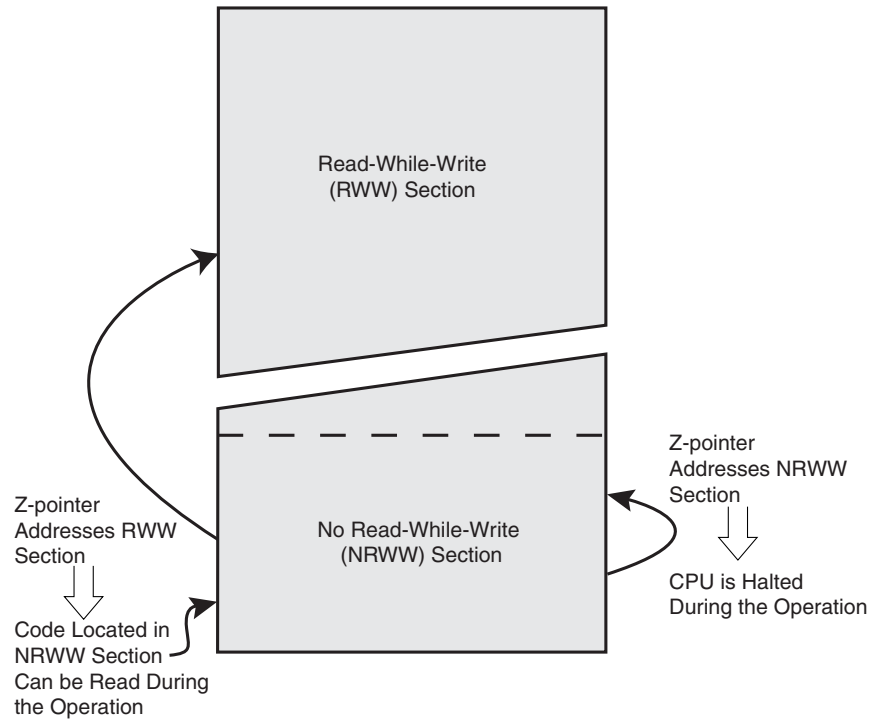 Read-While-Write
(RWW) Section
Z-pointer
Addresses NRWW
Section
Z-pointer
Addresses RWW
Section
No Read-While-Write
(NRWW) Section
CPU is Halted
During the Operation
Code Located in
NRWW Section
Can be Read During
the Operation